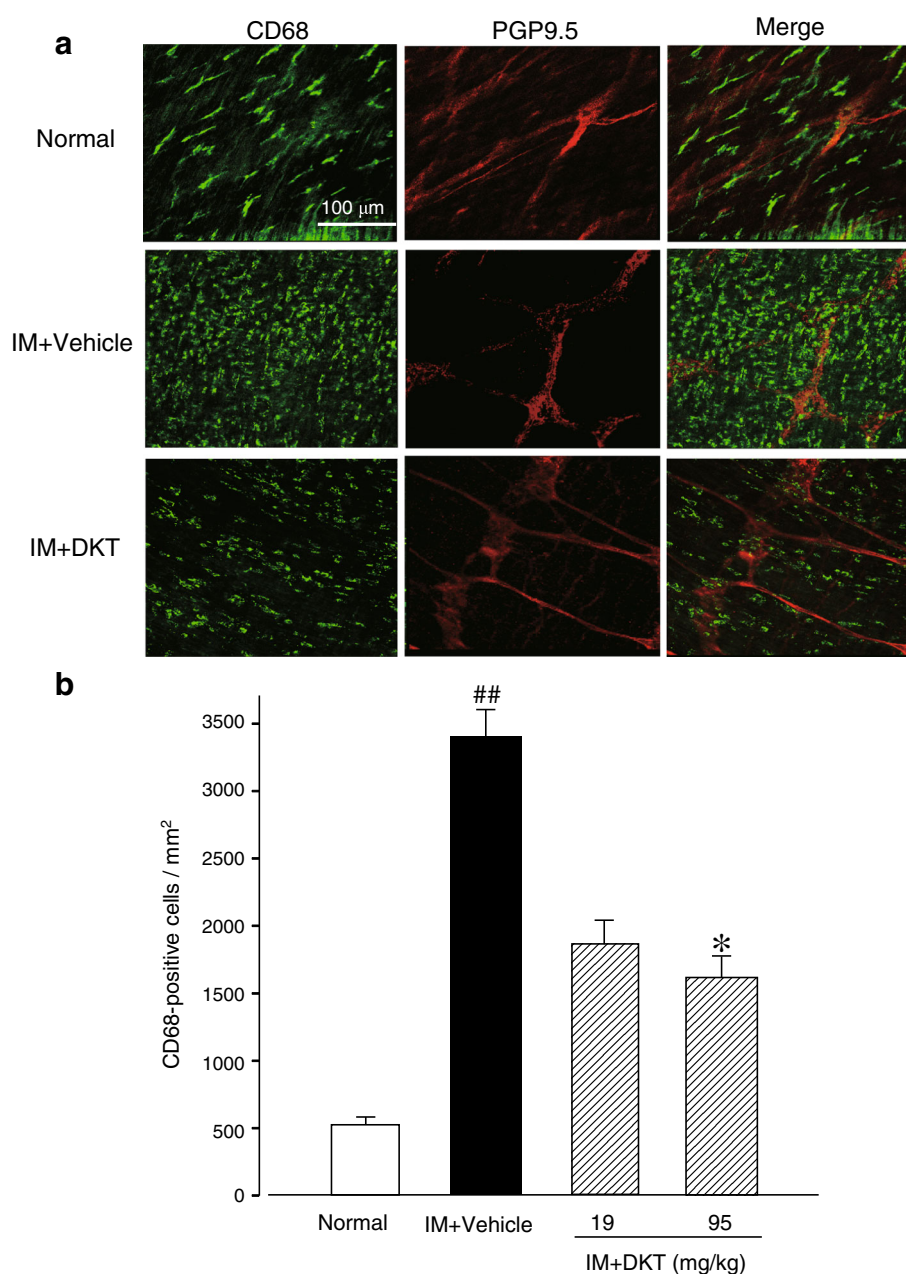 a
CD68 PGP9.5 Merge
Normal
100 μm
IM+Vehicle
IM+DKT
b
CD68-positive cells / mm²
3500
3000
2500
2000
1500
1000
500
0
##
*
Normal IM+Vehicle 19 95
IM+DKT (mg/kg)